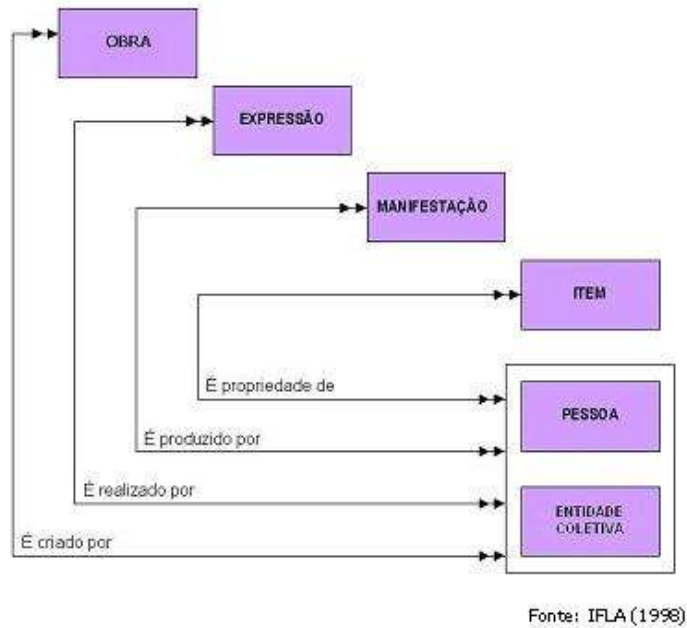 OBRA
EXPRESSÃO
MANIFESTAÇÃO
ITEM
É propriedade de
PESSOA
É produzido por
É realizado por
ENTIDADE
COLETIVA
É criado por
Fonte: IFLA (1998)